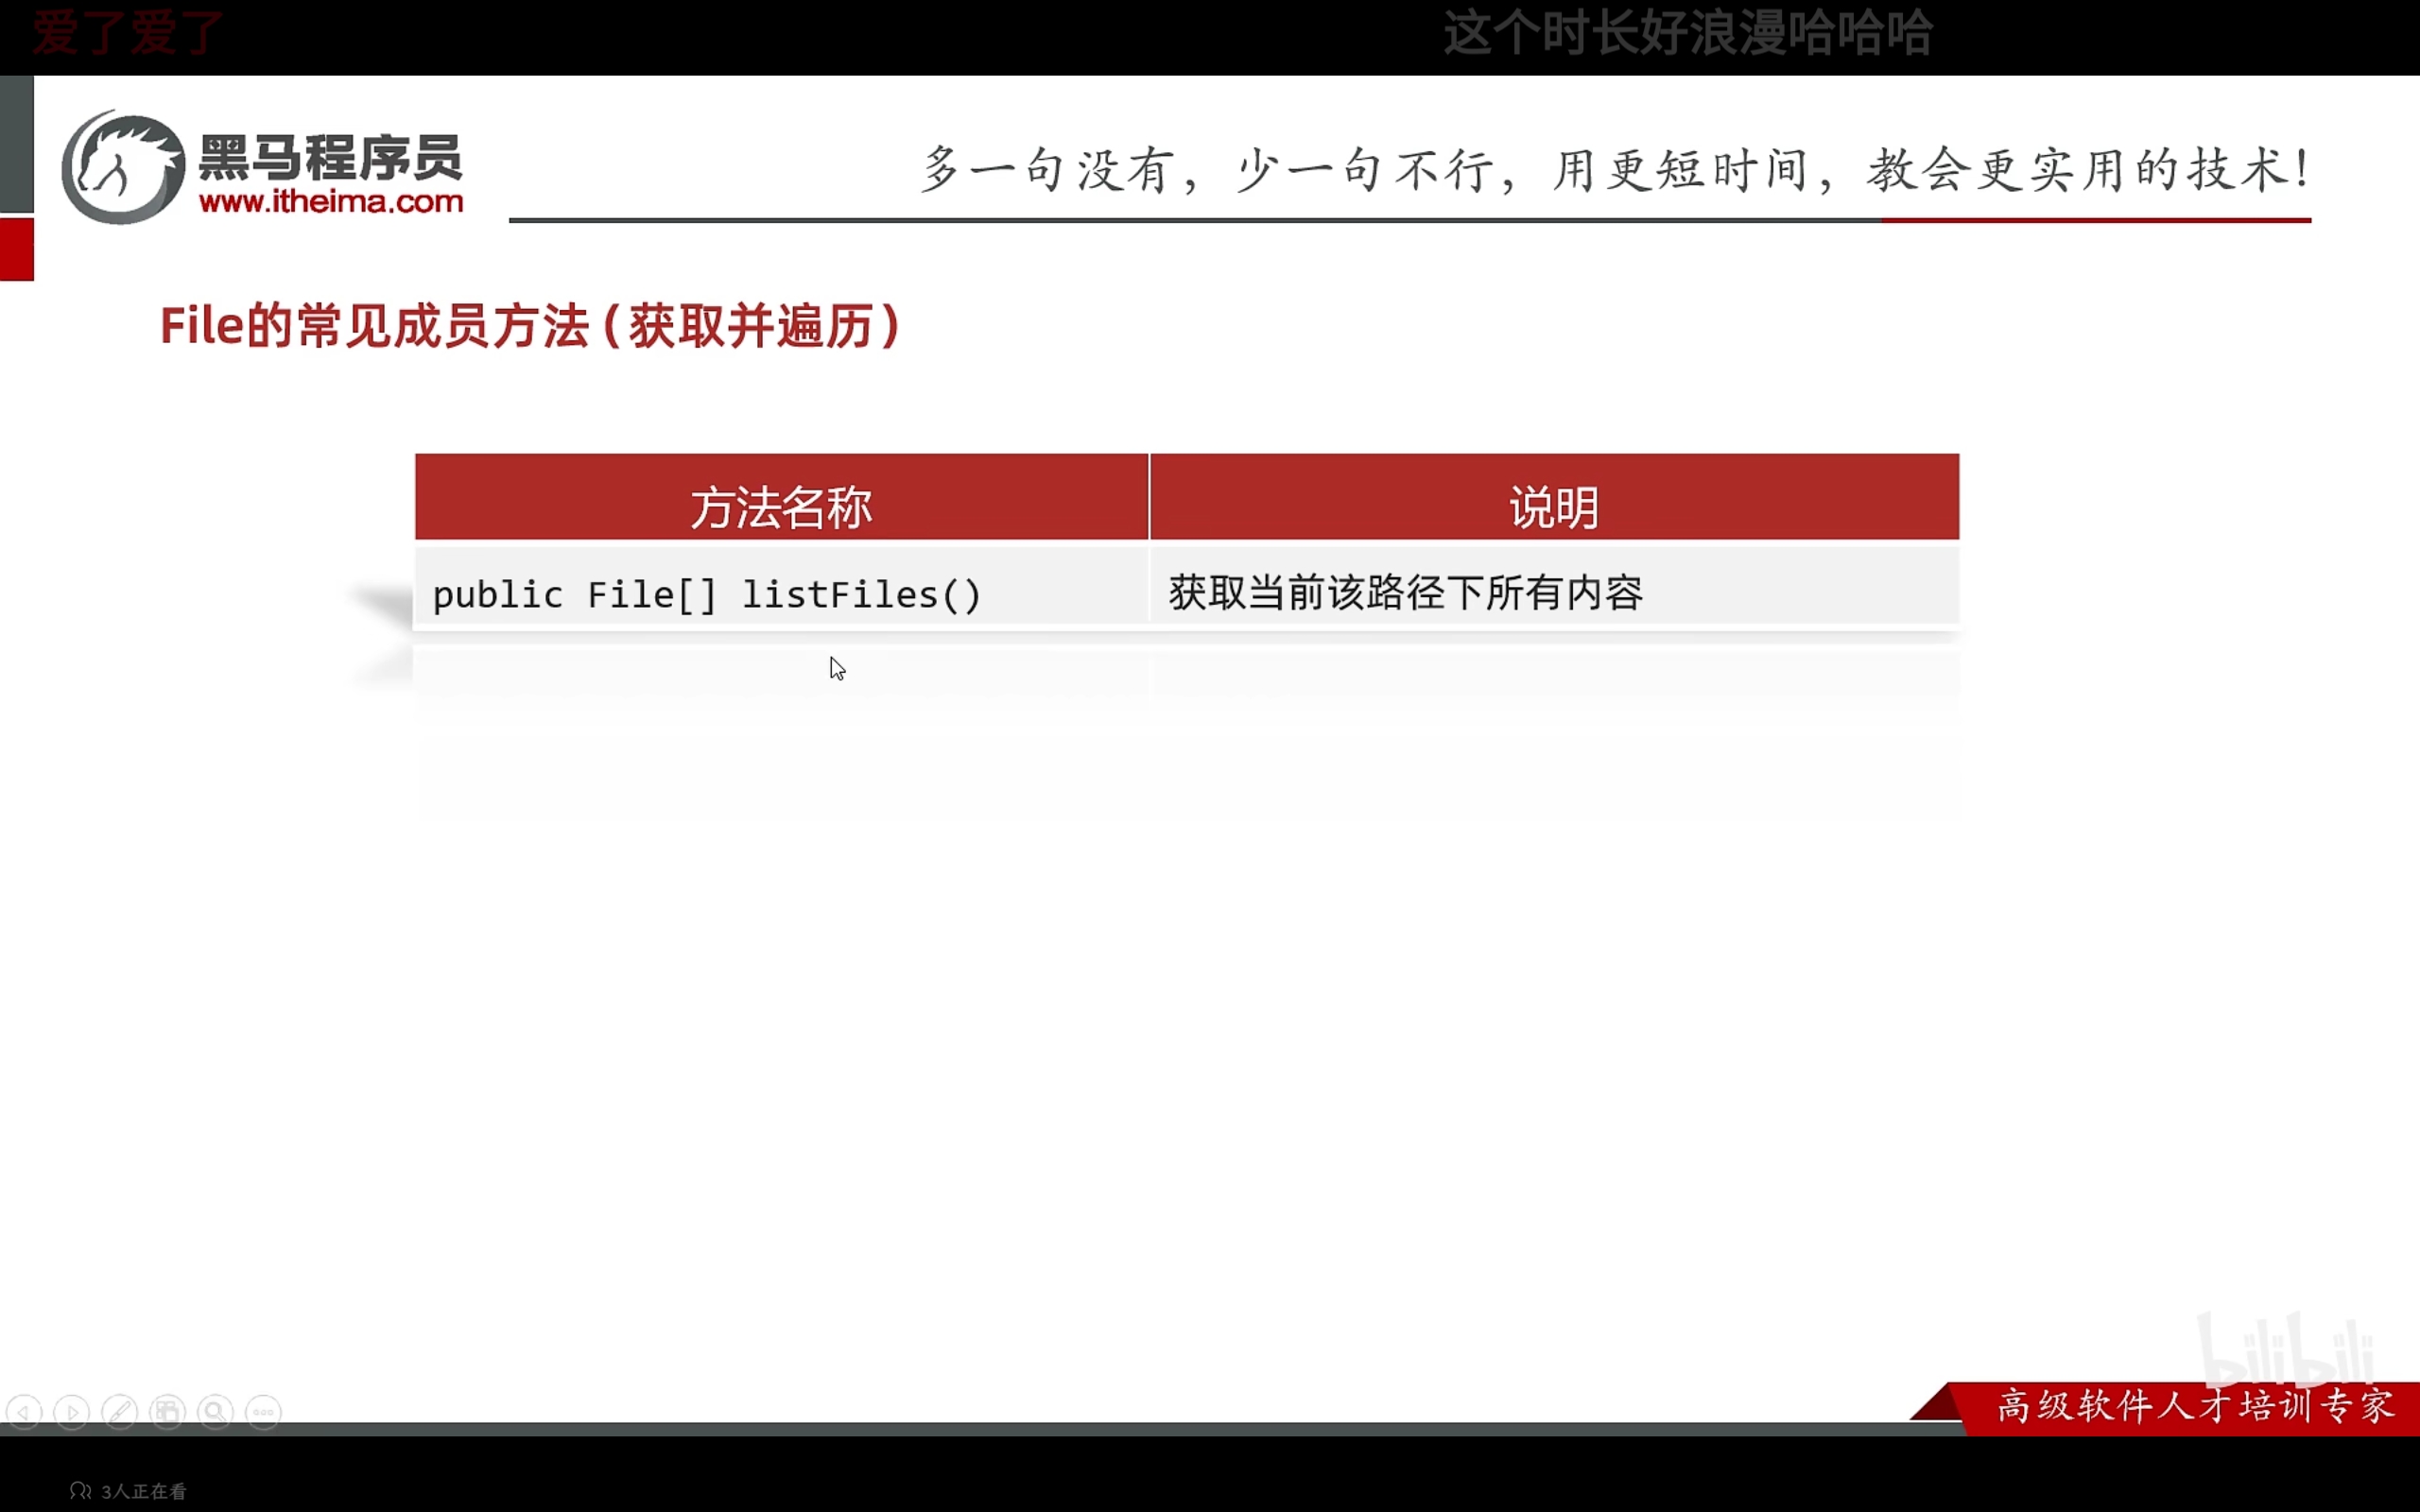 爱了爱了
这个时长好浪漫哈哈哈
黑马程序员
www.itheima.com
多一句没有，少一句不行，用更短时间，教会更实用的技术！
File的常见成员方法（获取并遍历）
方法名称 说明
public File[] listFiles() 获取当前该路径下所有内容
bilibili
高级软件人才培训专家
3人正在看